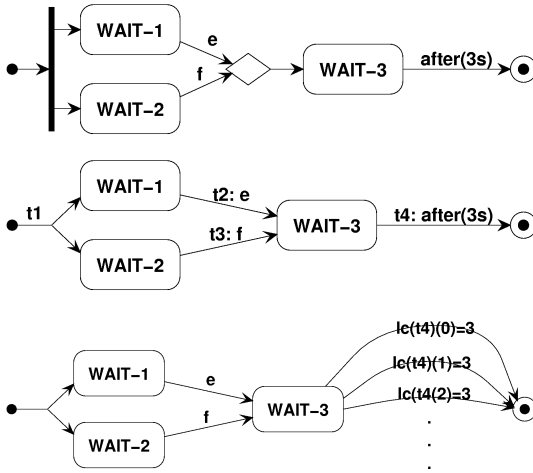 WAIT−1
e
after(3s)
WAIT−3
f
WAIT−2
WAIT−1
t2: e
t1
t4: after(3s)
WAIT−3
t3: f
WAIT−2
lc(t4)(0)=3
lc(t4)(1)=3
WAIT−1
e
lc(t4(2)=3
WAIT−3
f
WAIT−2
.
.
.